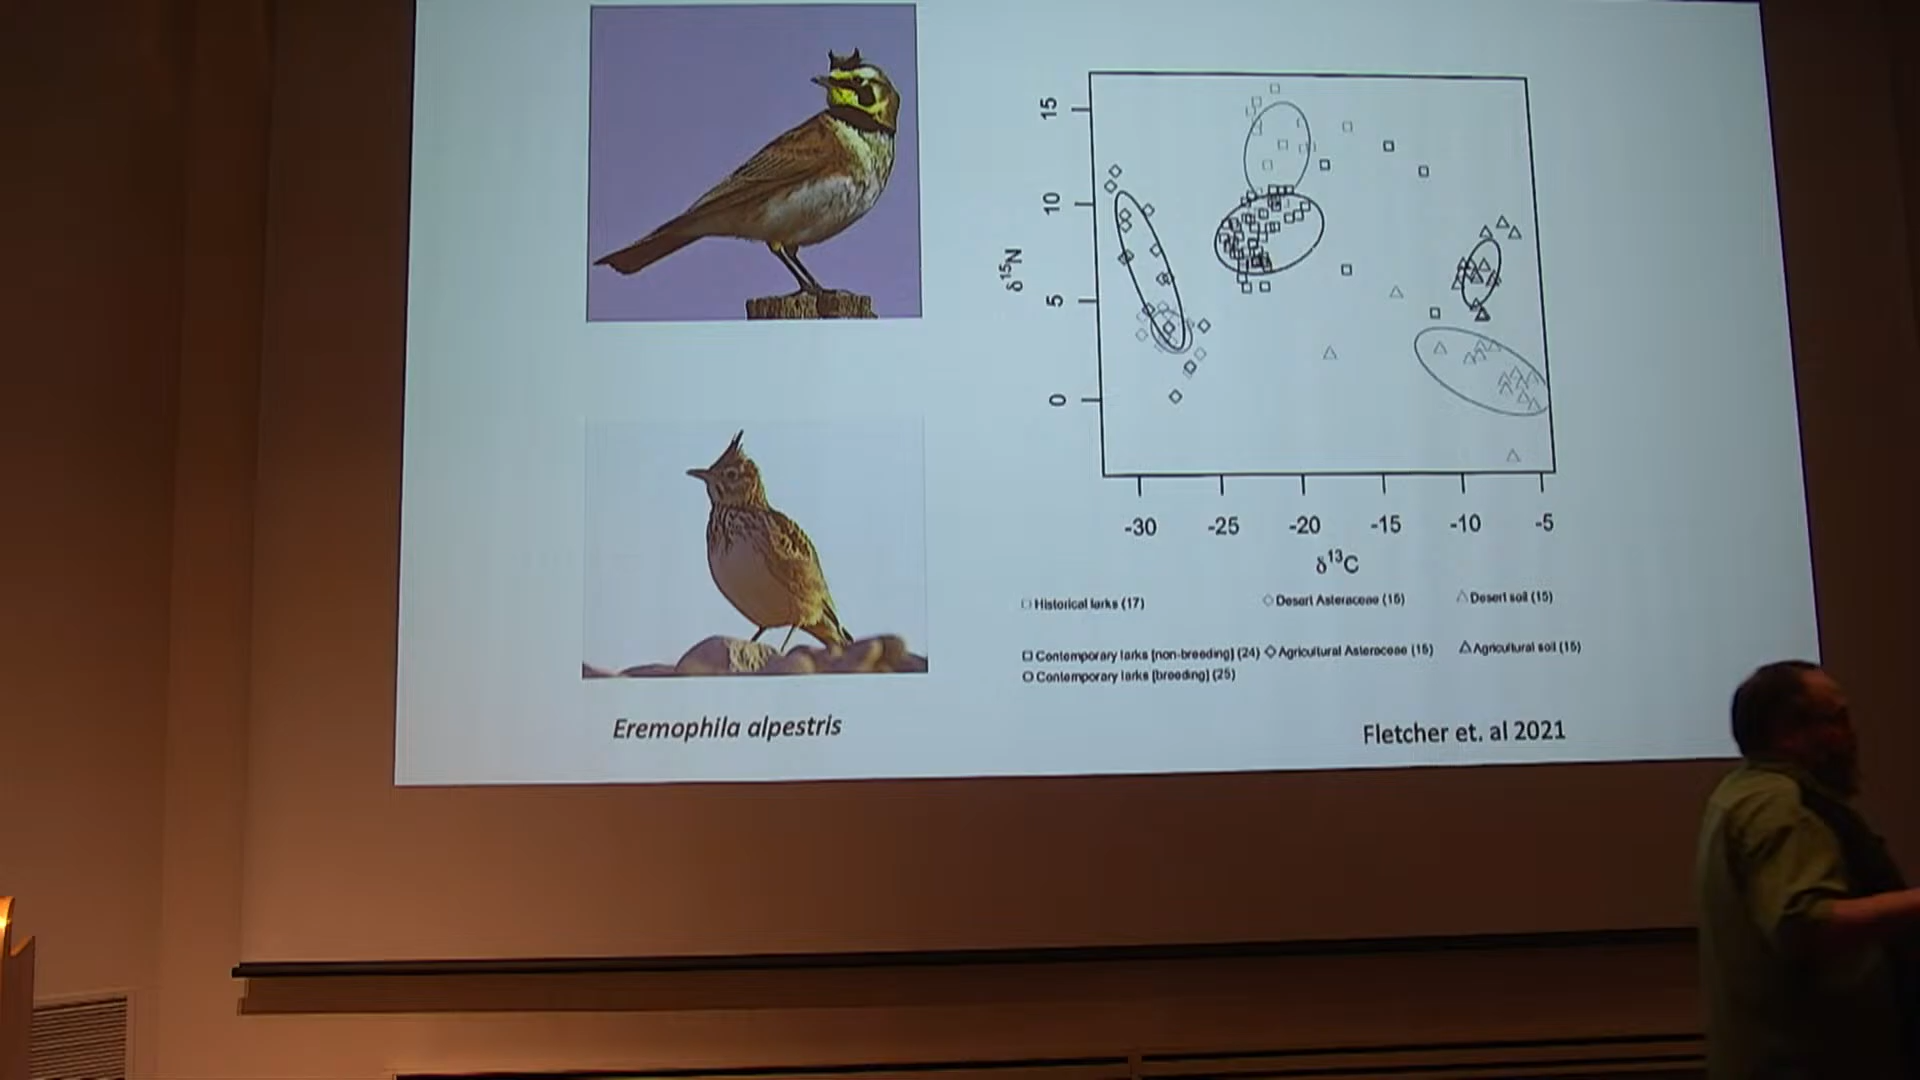 15
10
5
0
δ15N
-30 -25 -20 -15 -10 -5
δ13C
Historical larks (17) Desert Asteraceae (16) Desert soil (15)
Contemporary larks [non-breeding] (24) Agricultural Asteraceae (15) Agricultural soil (15)
Contemporary larks [breeding] (25)
Eremophila alpestris
Fletcher et. al 2021